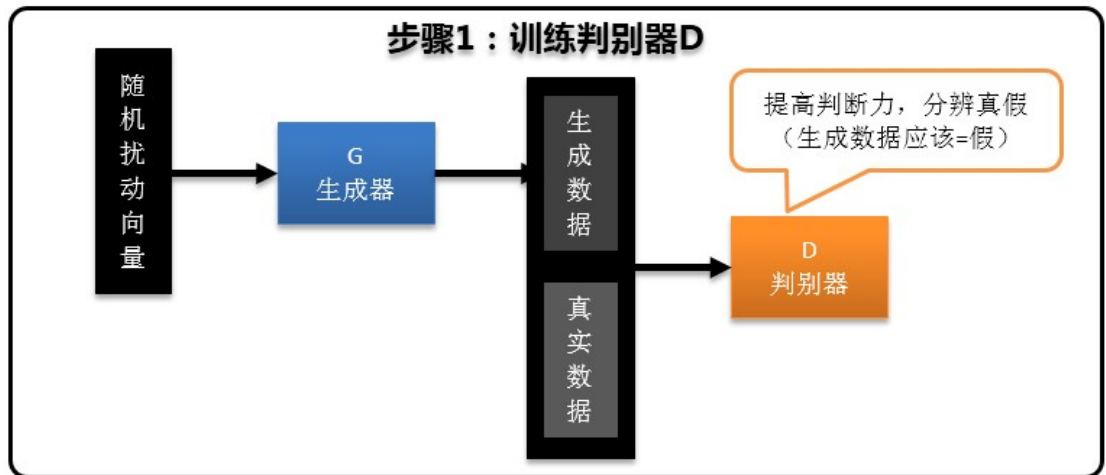 步骤1：训练判别器D
随机扰动向量
G
生成器
生成数据
真实数据
提高判断力，分辨真假
（生成数据应该=假）
D
判别器